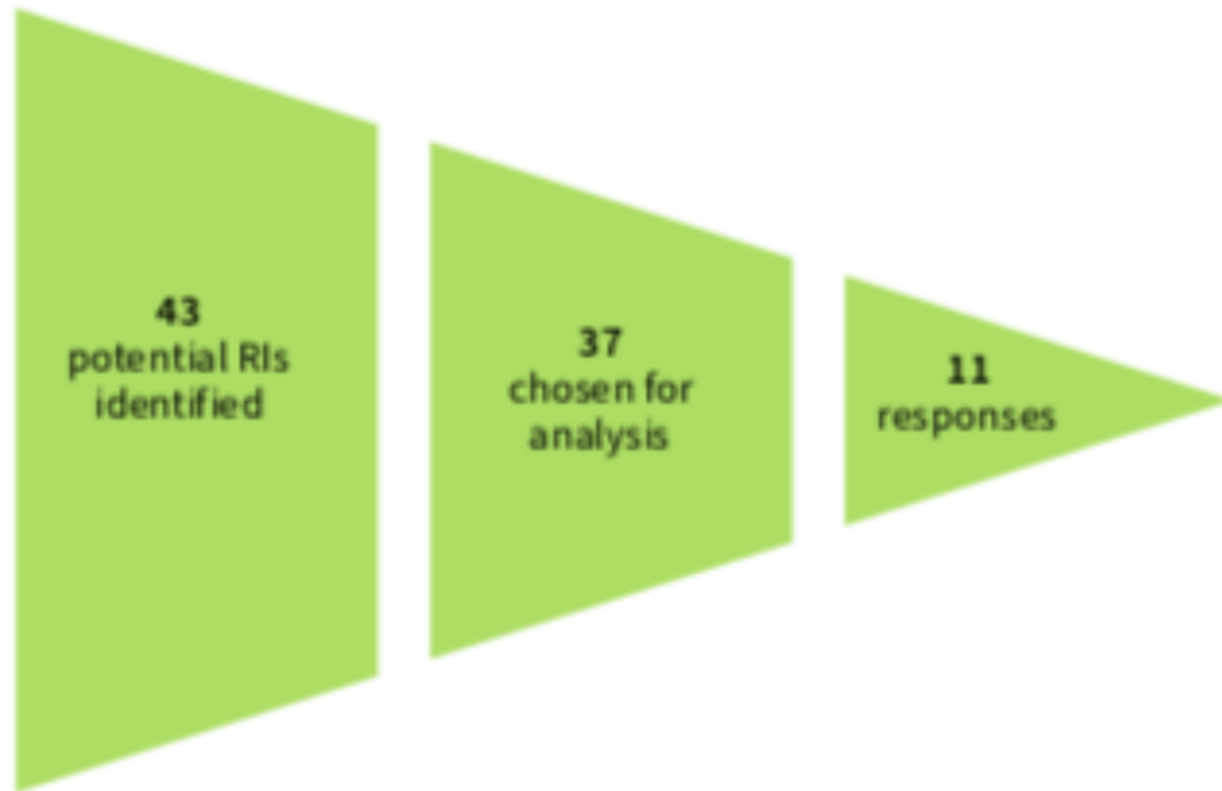 43
potential RIs
identified
37
chosen for
analysis
11
responses